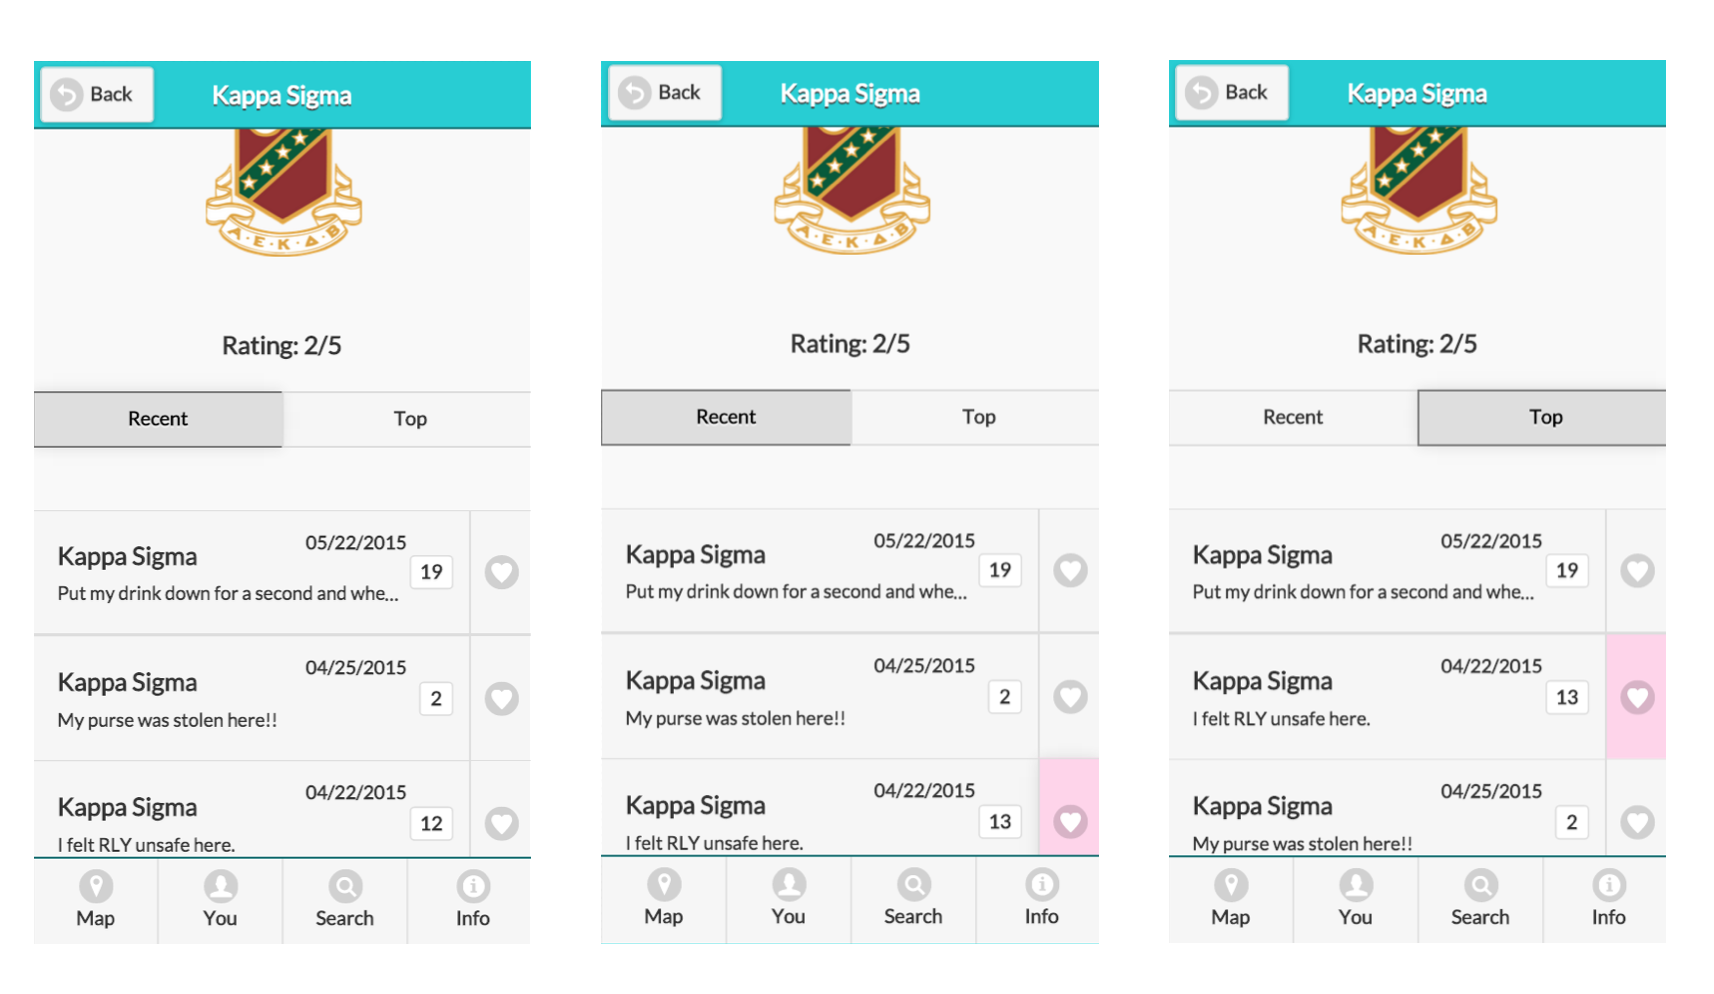 Back
Kappa Sigma
Α·Ε·Κ·Δ·Β
Rating: 2/5
Recent
Top
Kappa Sigma
05/22/2015
19
Put my drink down for a second and whe...
Kappa Sigma
04/25/2015
2
My purse was stolen here!!
Kappa Sigma
04/22/2015
12
I felt RLY unsafe here.
Map
You
Search
Info
Back
Kappa Sigma
Α·Ε·Κ·Δ·Β
Rating: 2/5
Recent
Top
Kappa Sigma
05/22/2015
19
Put my drink down for a second and whe...
Kappa Sigma
04/25/2015
2
My purse was stolen here!!
Kappa Sigma
04/22/2015
13
I felt RLY unsafe here.
Map
You
Search
Info
Back
Kappa Sigma
Α·Ε·Κ·Δ·Β
Rating: 2/5
Recent
Top
Kappa Sigma
05/22/2015
19
Put my drink down for a second and whe...
Kappa Sigma
04/22/2015
13
I felt RLY unsafe here.
Kappa Sigma
04/25/2015
2
My purse was stolen here!!
Map
You
Search
Info